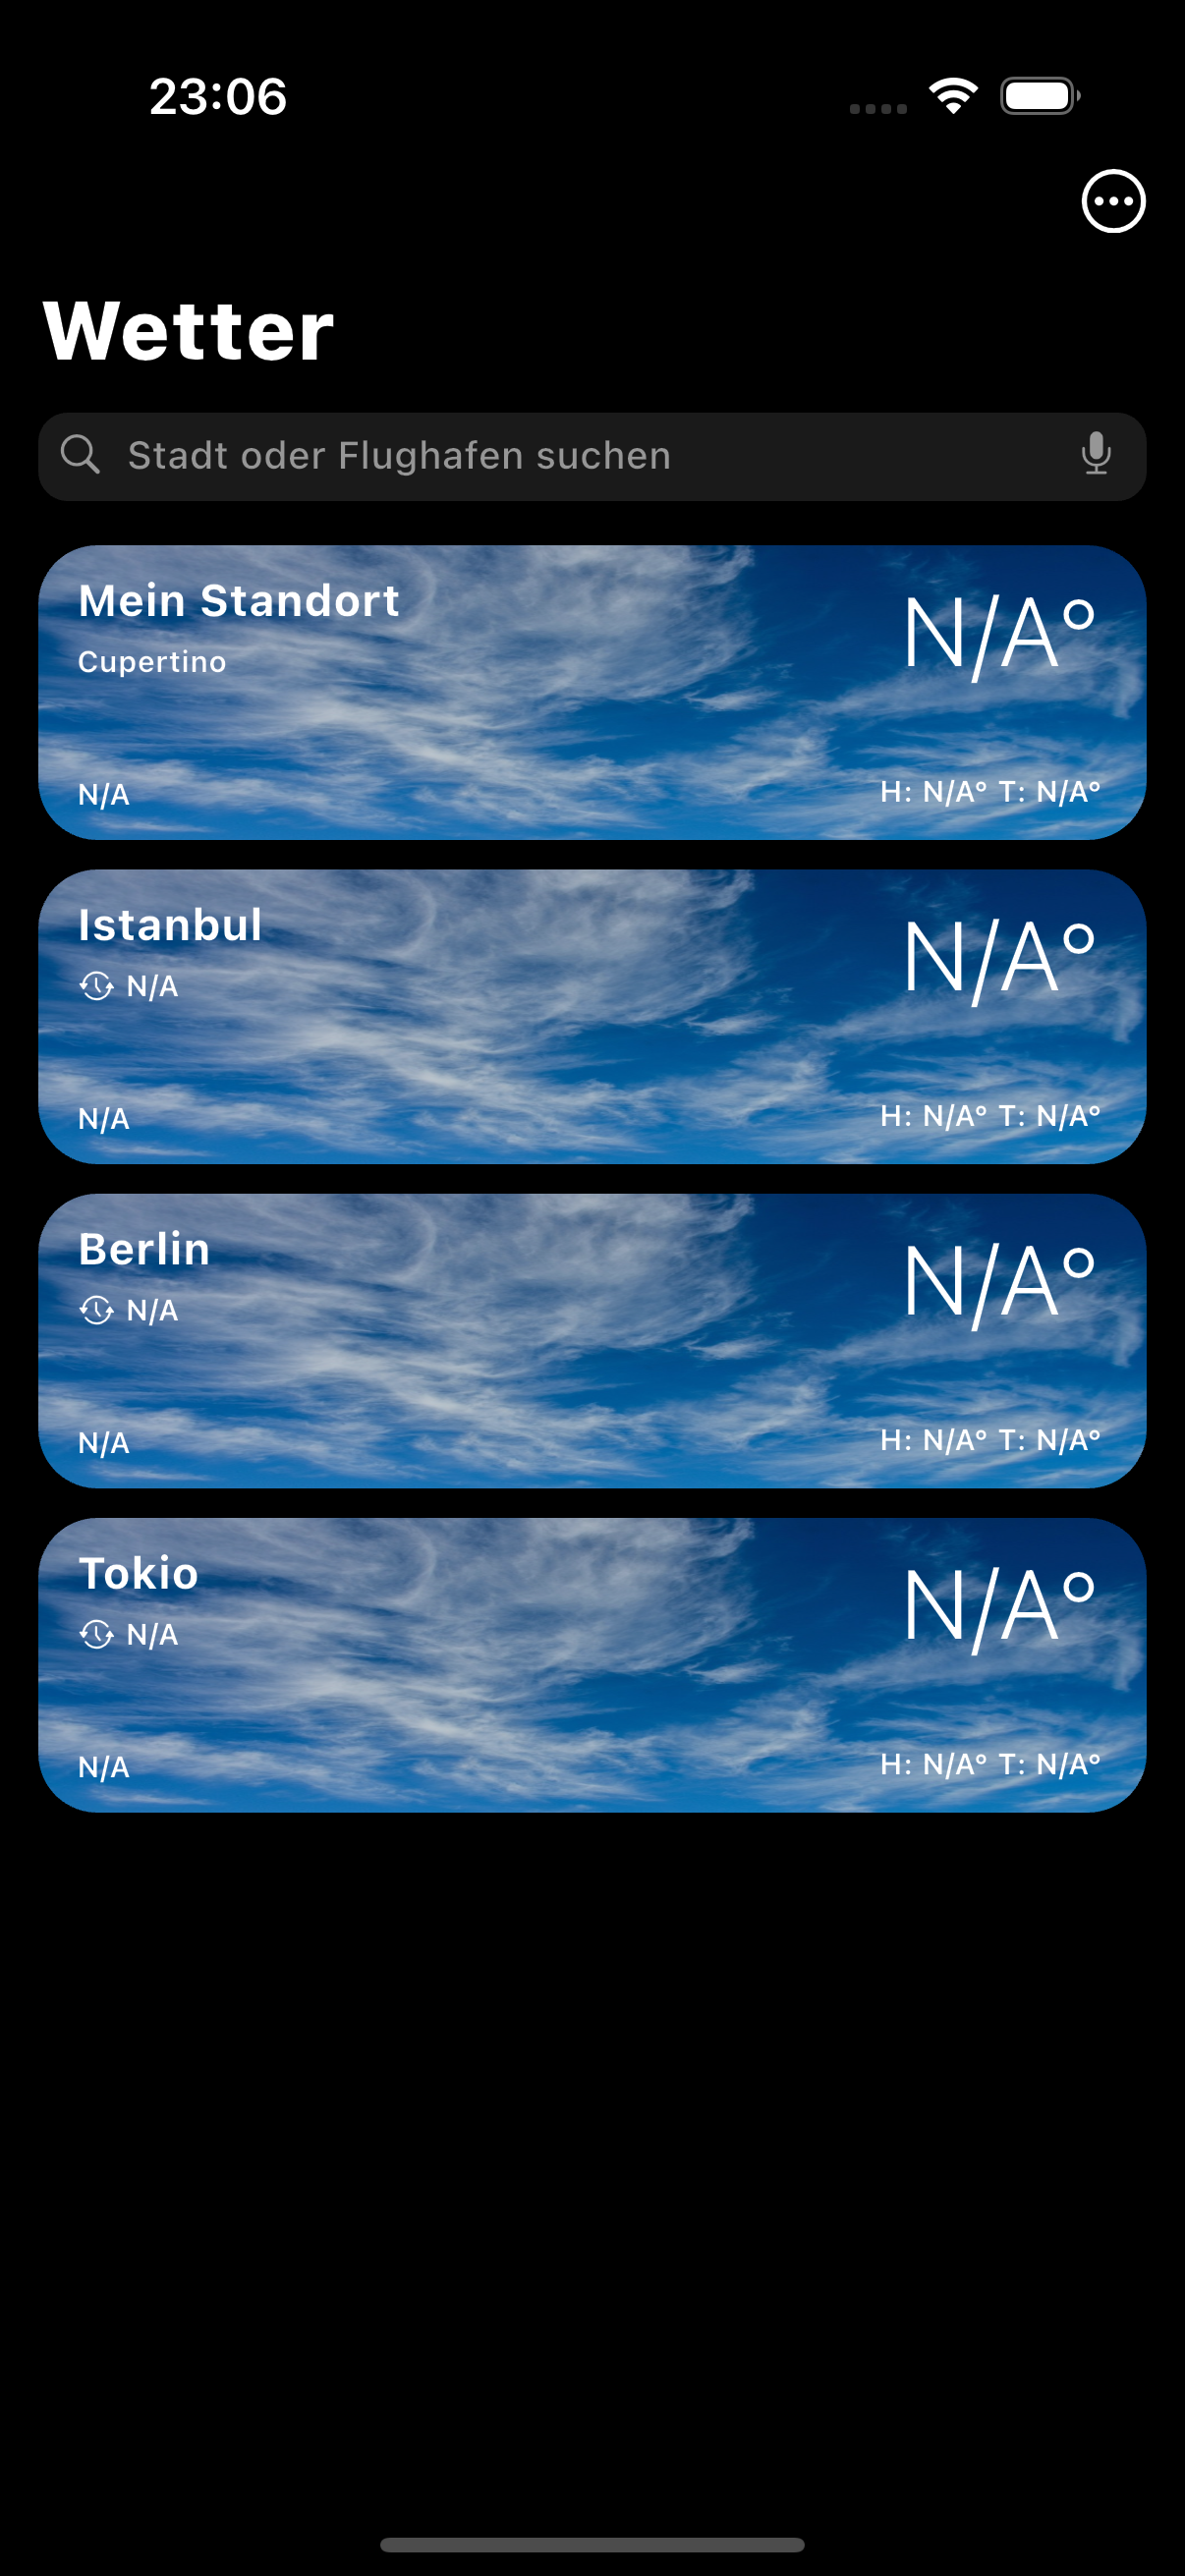 23:06
Wetter
Stadt oder Flughafen suchen
Mein Standort
N/A°
Cupertino
N/A
H: N/A° T: N/A°
Istanbul
N/A°
N/A
N/A
H: N/A° T: N/A°
Berlin
N/A°
N/A
N/A
H: N/A° T: N/A°
Tokio
N/A°
N/A
N/A
H: N/A° T: N/A°